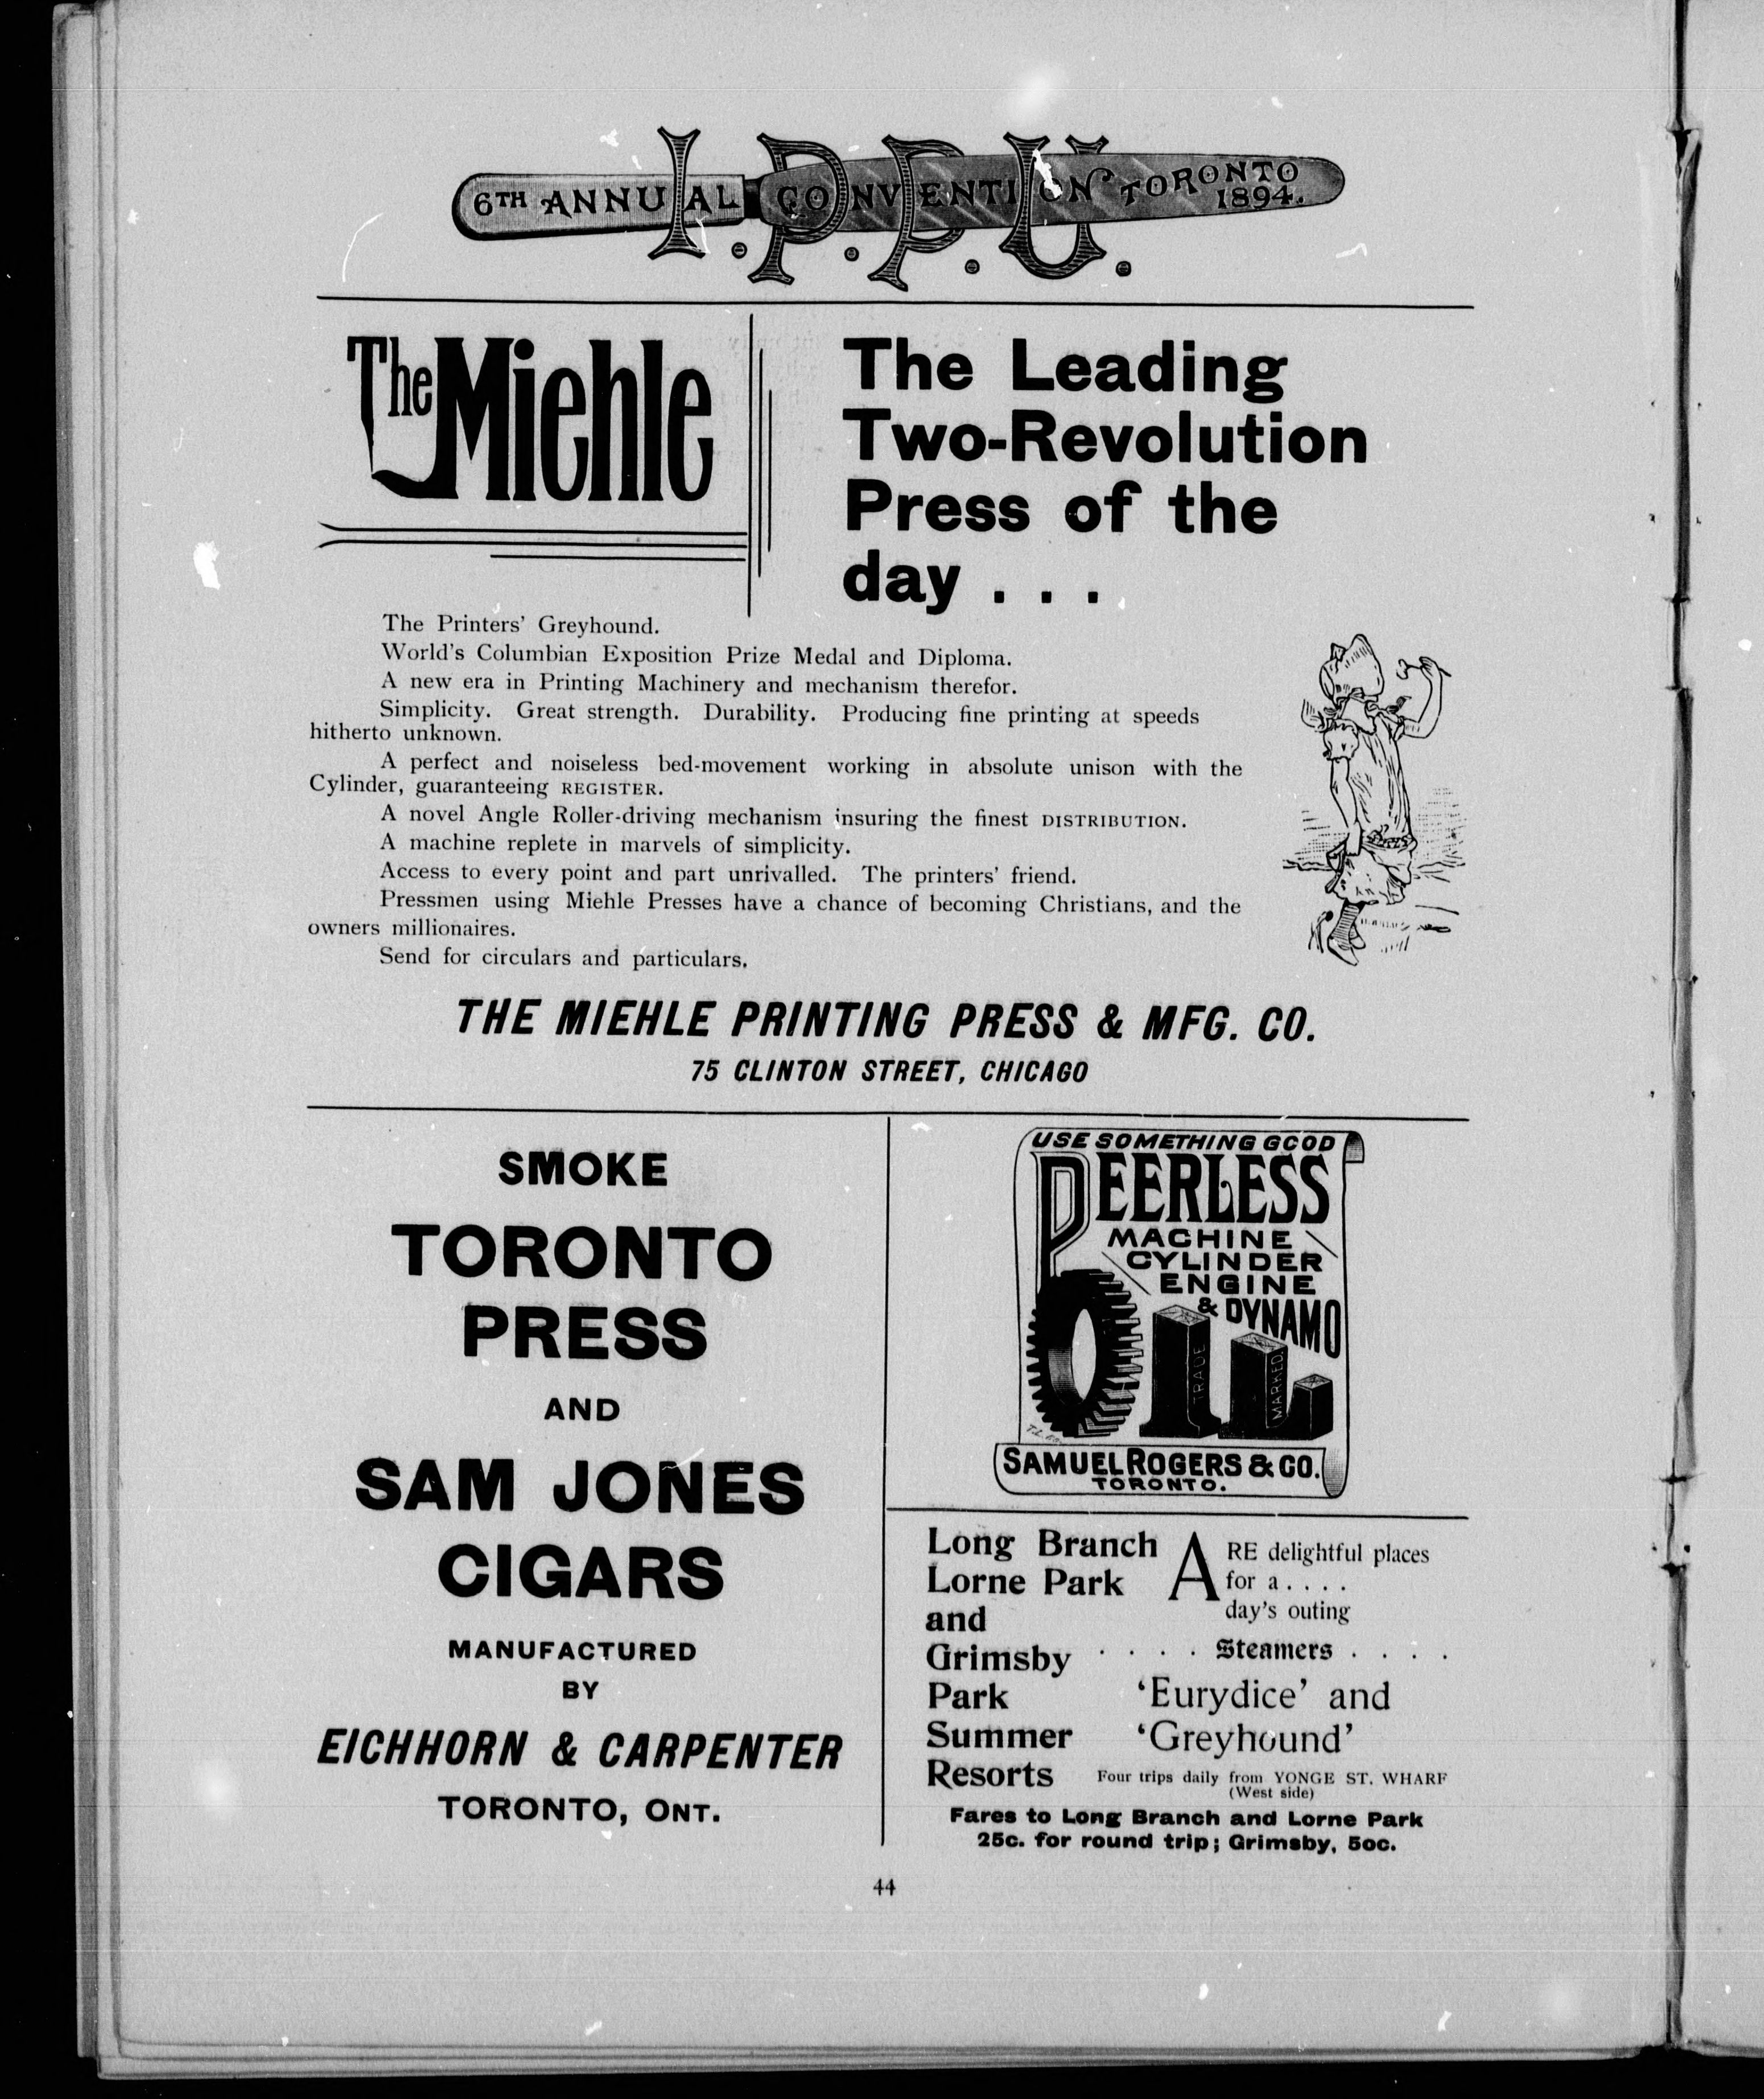 I.P.P.U.
6TH ANNUAL CONVENTION TORONTO
1894.
The Miehle
The Leading
Two-Revolution
Press of the
day . . .
The Printers' Greyhound.
World's Columbian Exposition Prize Medal and Diploma.
A new era in Printing Machinery and mechanism therefor.
Simplicity. Great strength. Durability. Producing fine printing at speeds
hitherto unknown.
A perfect and noiseless bed-movement working in absolute unison with the
Cylinder, guaranteeing REGISTER.
A novel Angle Roller-driving mechanism insuring the finest DISTRIBUTION.
A machine replete in marvels of simplicity.
Access to every point and part unrivalled. The printers' friend.
Pressmen using Miehle Presses have a chance of becoming Christians, and the
owners millionaires.
Send for circulars and particulars.
THE MIEHLE PRINTING PRESS & MFG. CO.
75 CLINTON STREET, CHICAGO
SMOKE
TORONTO
PRESS
AND
SAM JONES
CIGARS
MANUFACTURED
BY
EICHHORN & CARPENTER
TORONTO, ONT.
USE SOMETHING GOOD
PEERLESS
MACHINE
CYLINDER
ENGINE
& DYNAMO
OIL
TRADE
MARKED.
SAMUEL ROGERS & CO.
TORONTO.
Long Branch
Lorne Park
and
Grimsby
Park
Summer
Resorts
ARE delightful places
for a . . . .
day's outing
. . . . Steamers . . . .
'Eurydice' and
'Greyhound'
Four trips daily from YONGE ST. WHARF
(West side)
Fares to Long Branch and Lorne Park
25c. for round trip; Grimsby, 50c.
44